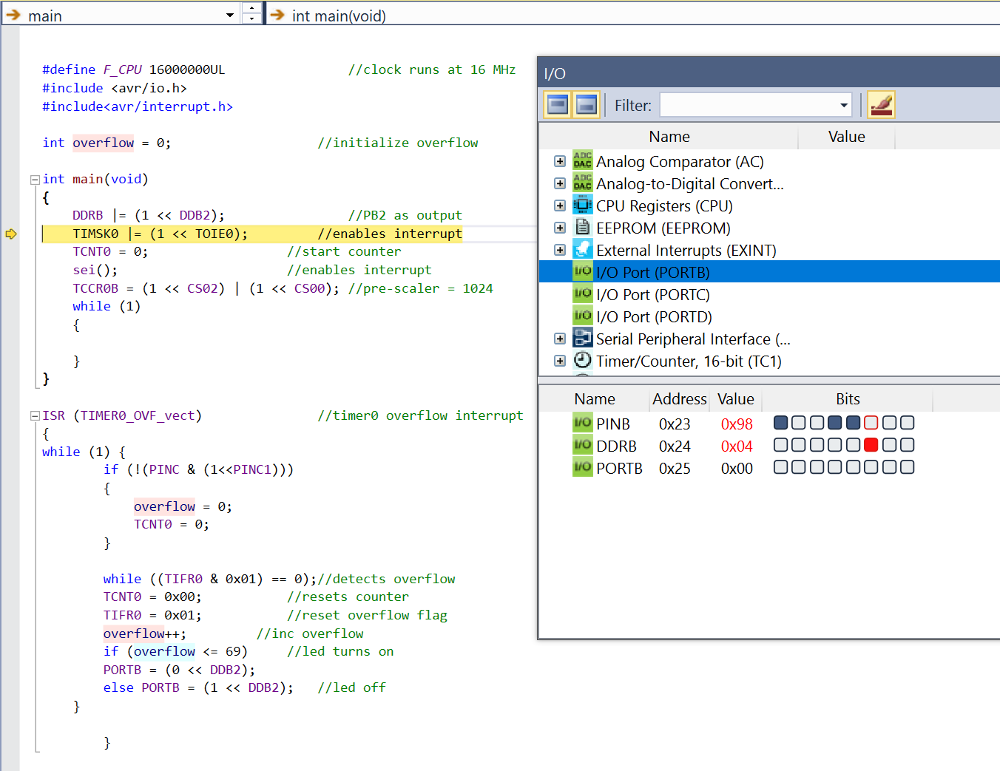 main
int main(void)
#define F_CPU 16000000UL //clock runs at 16 MHz
#include <avr/io.h>
#include<avr/interrupt.h>
int overflow = 0; //initialize overflow
int main(void)
{
DDRB |= (1 << DDB2); //PB2 as output
TIMSK0 |= (1 << TOIE0); //enables interrupt
TCNT0 = 0; //start counter
sei(); //enables interrupt
TCCR0B = (1 << CS02) | (1 << CS00); //pre-scaler = 1024
while (1)
{
}
}
ISR (TIMER0_OVF_vect) //timer0 overflow interrupt
{
while (1) {
if (!(PINC & (1<<PINC1)))
{
overflow = 0;
TCNT0 = 0;
}
while ((TIFR0 & 0x01) == 0);//detects overflow
TCNT0 = 0x00; //resets counter
TIFR0 = 0x01; //reset overflow flag
overflow++; //inc overflow
if (overflow <= 69) //led turns on
PORTB = (0 << DDB2);
else PORTB = (1 << DDB2); //led off
}
}
I/O
Filter:
Name Value
ADC DAC Analog Comparator (AC)
ADC DAC Analog-to-Digital Convert...
CPU Registers (CPU)
EEPROM (EEPROM)
External Interrupts (EXINT)
I/O I/O Port (PORTB)
I/O I/O Port (PORTC)
I/O I/O Port (PORTD)
Serial Peripheral Interface (...
Timer/Counter, 16-bit (TC1)
Name Address Value Bits
I/O PINB 0x23 0x98
I/O DDRB 0x24 0x04
I/O PORTB 0x25 0x00